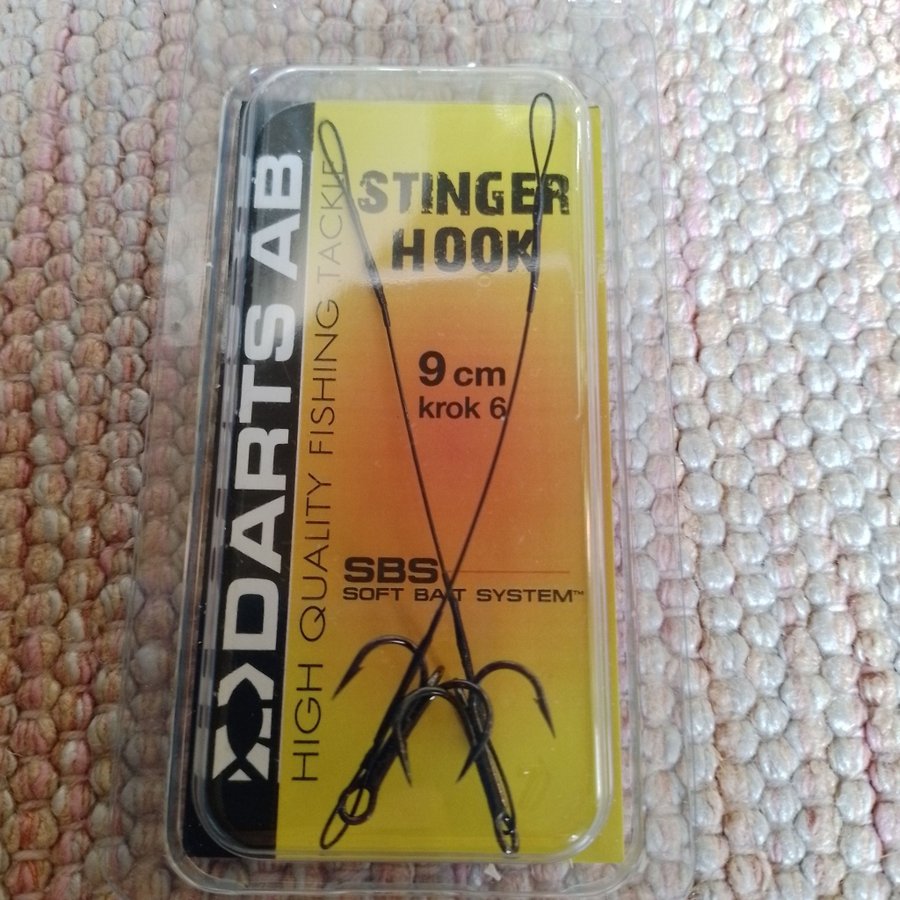 DARTS AB
HIGH QUALITY FISHING TACKLE
STINGER
HOOK
9 cm
krok 6
SBS
SOFT BAIT SYSTEM™